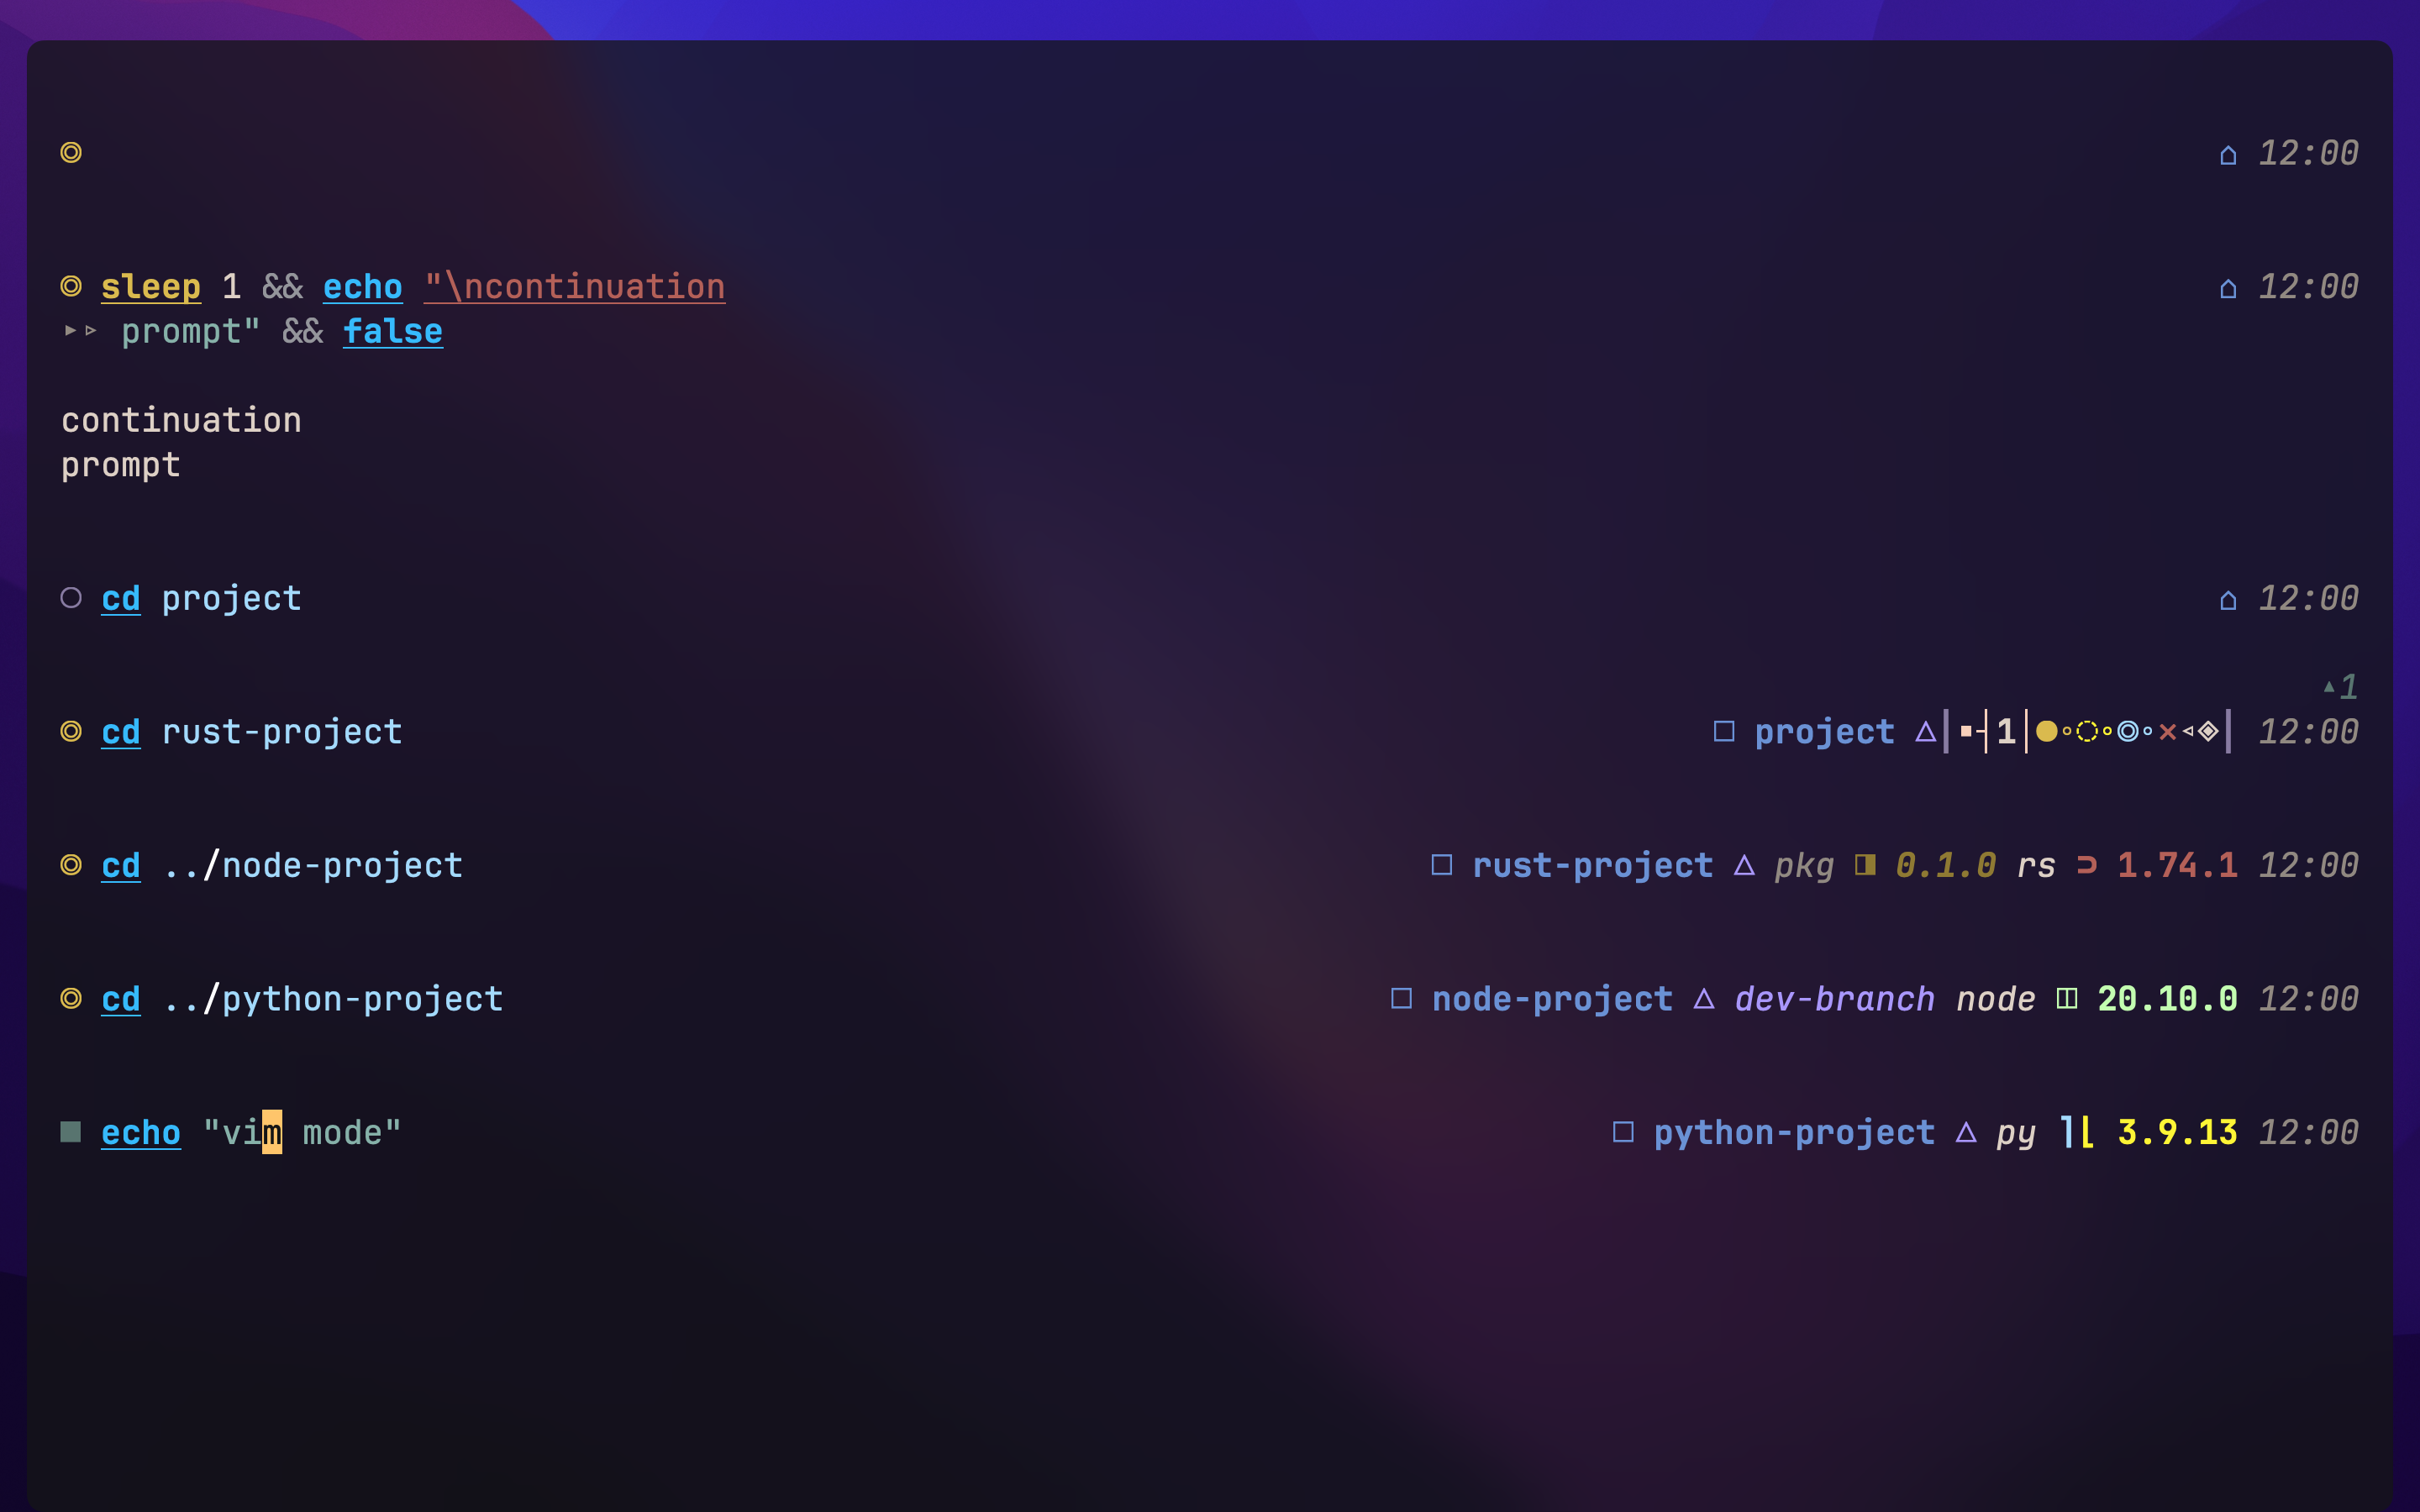 ◎ ⌂ 12:00
◎ sleep 1 && echo "\ncontinuation ⌂ 12:00
▸▹ prompt" && false
continuation
prompt
○ cd project ⌂ 12:00
▴1
◎ cd rust-project □ project △│▪┤1│●◦◌◦◎◦×◃◈│ 12:00
◎ cd ../node-project □ rust-project △ pkg ◨ 0.1.0 rs ⊃ 1.74.1 12:00
◎ cd ../python-project □ node-project △ dev-branch node ◫ 20.10.0 12:00
■ echo "vim mode" □ python-project △ py ⌉⌊ 3.9.13 12:00